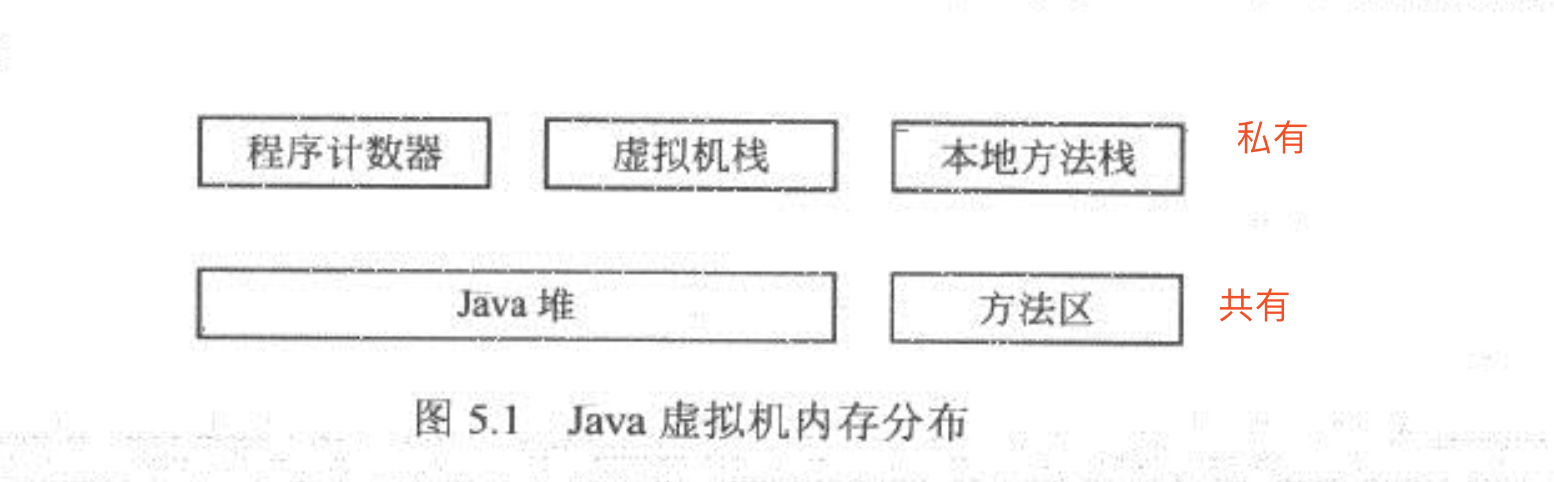 程序计数器 虚拟机栈 本地方法栈 私有
Java 堆 方法区 共有
图 5.1 Java 虚拟机内存分布